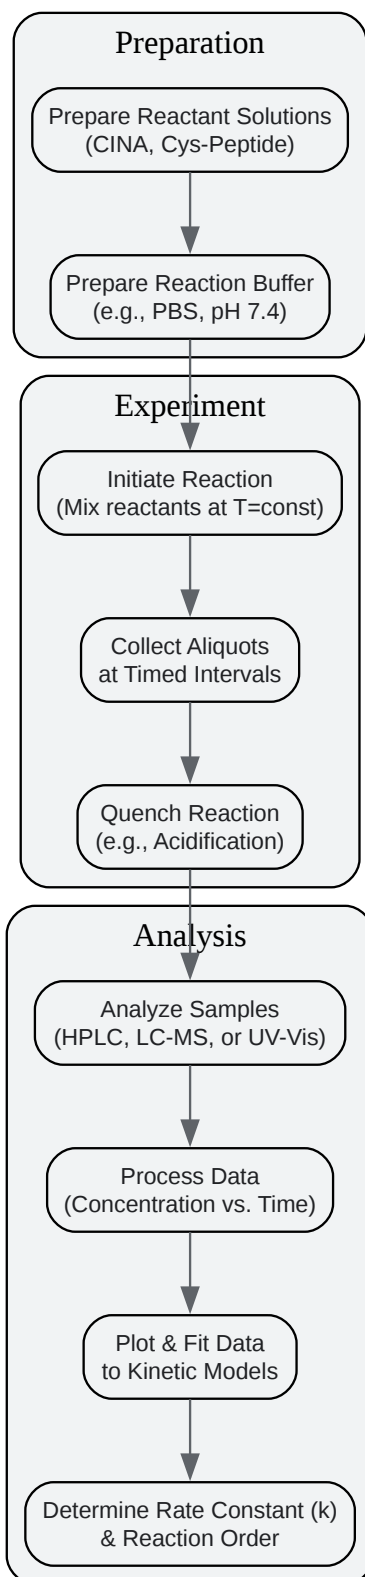 Preparation
Prepare Reactant Solutions
(CINA, Cys-Peptide)
Prepare Reaction Buffer
(e.g., PBS, pH 7.4)
Experiment
Initiate Reaction
(Mix reactants at T=const)
Collect Aliquots
at Timed Intervals
Quench Reaction
(e.g., Acidification)
Analysis
Analyze Samples
(HPLC, LC-MS, or UV-Vis)
Process Data
(Concentration vs. Time)
Plot & Fit Data
to Kinetic Models
Determine Rate Constant (k)
& Reaction Order